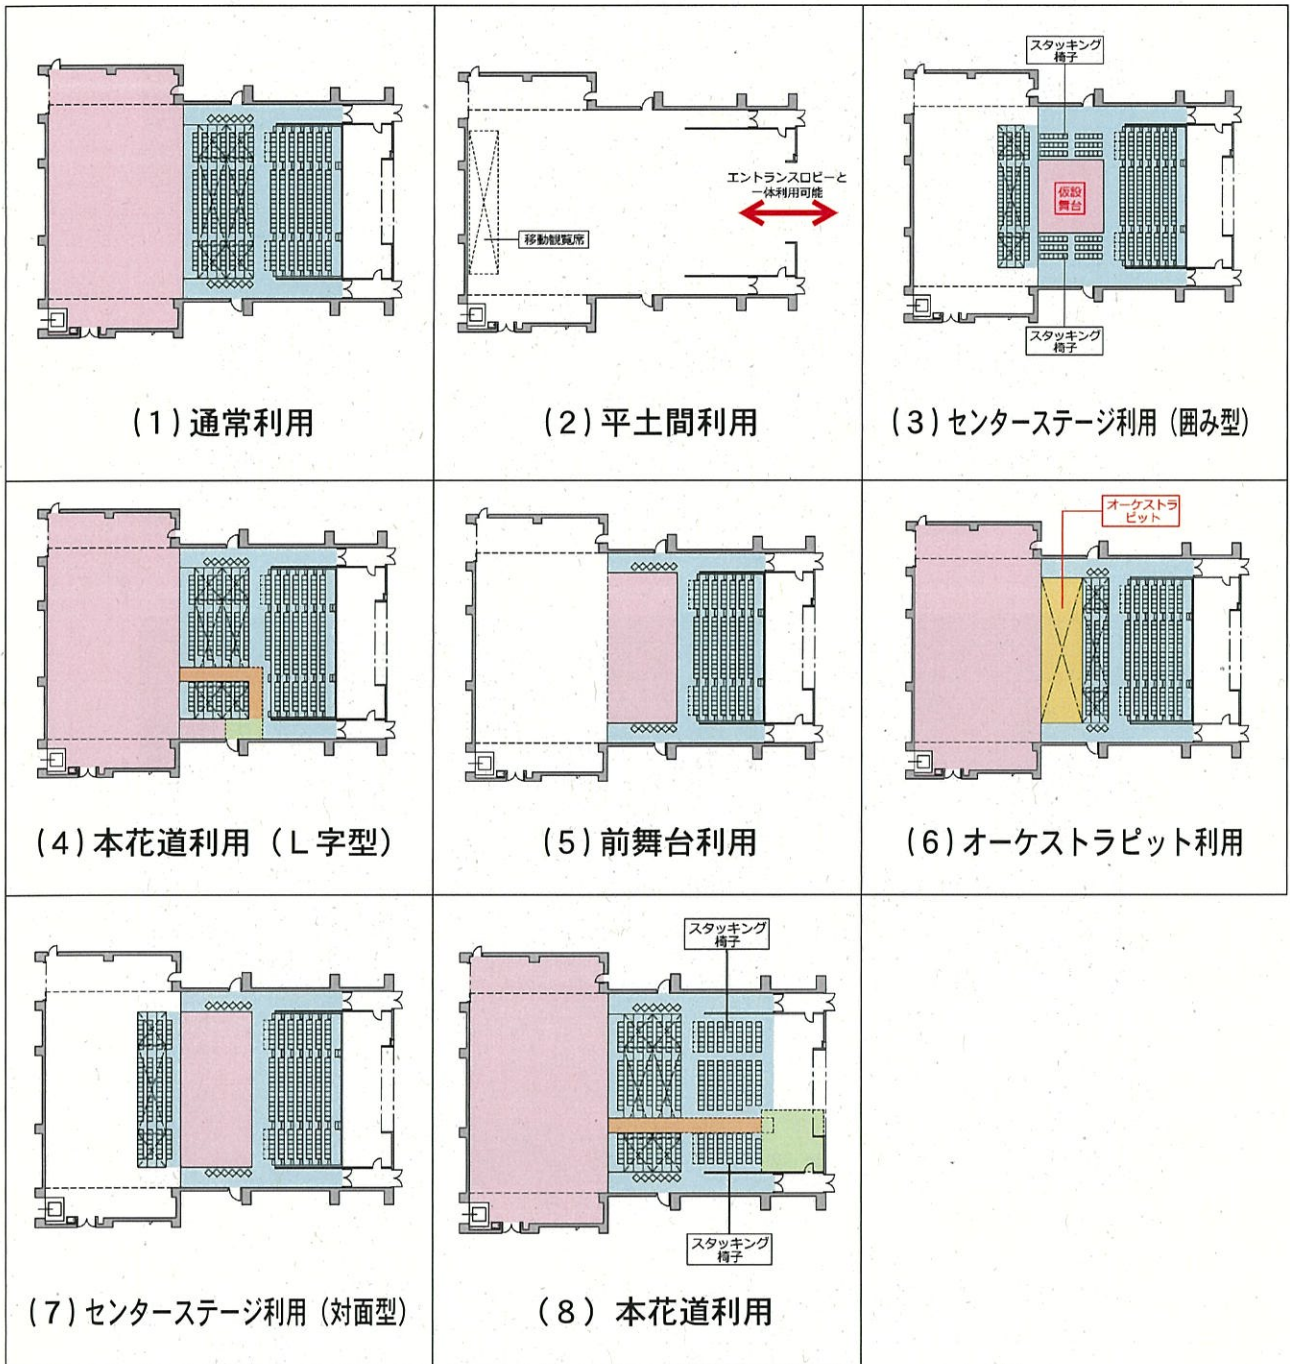 (1)通常利用
エントランスロビーと
一体利用可能
移動観覧席
(2)平土間利用
スタッキング
椅子
仮設
舞台
スタッキング
椅子
(3)センターステージ利用(囲み型)
(4)本花道利用(L字型)
(5)前舞台利用
オーケストラ
ピット
(6)オーケストラピット利用
(7)センターステージ利用(対面型)
スタッキング
椅子
スタッキング
椅子
(8)本花道利用